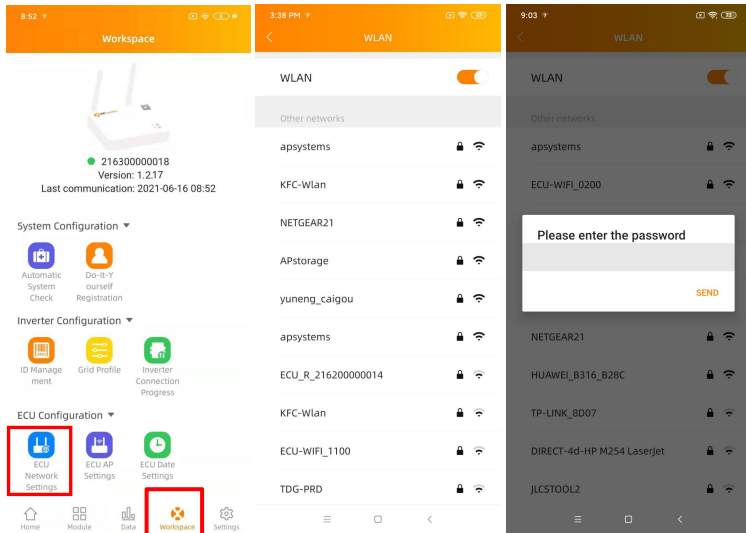 8:52
Workspace
216300000018
Version: 1.2.17
Last communication: 2021-06-16 08:52
System Configuration
Automatic
System
Check
Do-It-Y
ourself
Registration
Inverter Configuration
ID Manage
ment
Grid Profile
Inverter
Connection
Progress
ECU Configuration
ECU
Network
Settings
ECU AP
Settings
ECU Date
Settings
Home
Module
Data
Workspace
Settings
3:38 PM
WLAN
WLAN
Other networks
apsystems
KFC-Wlan
NETGEAR21
APstorage
yuneng_caigou
apsystems
ECU_R_216200000014
KFC-Wlan
ECU-WIFI_1100
TDG-PRD
9:03
WLAN
WLAN
Other networks
apsystems
ECU-WIFI_0200
Please enter the password
SEND
NETGEAR21
HUAWEI_B316_B28C
TP-LINK_8D07
DIRECT-4d-HP M254 LaserJet
JLCSTOOL2